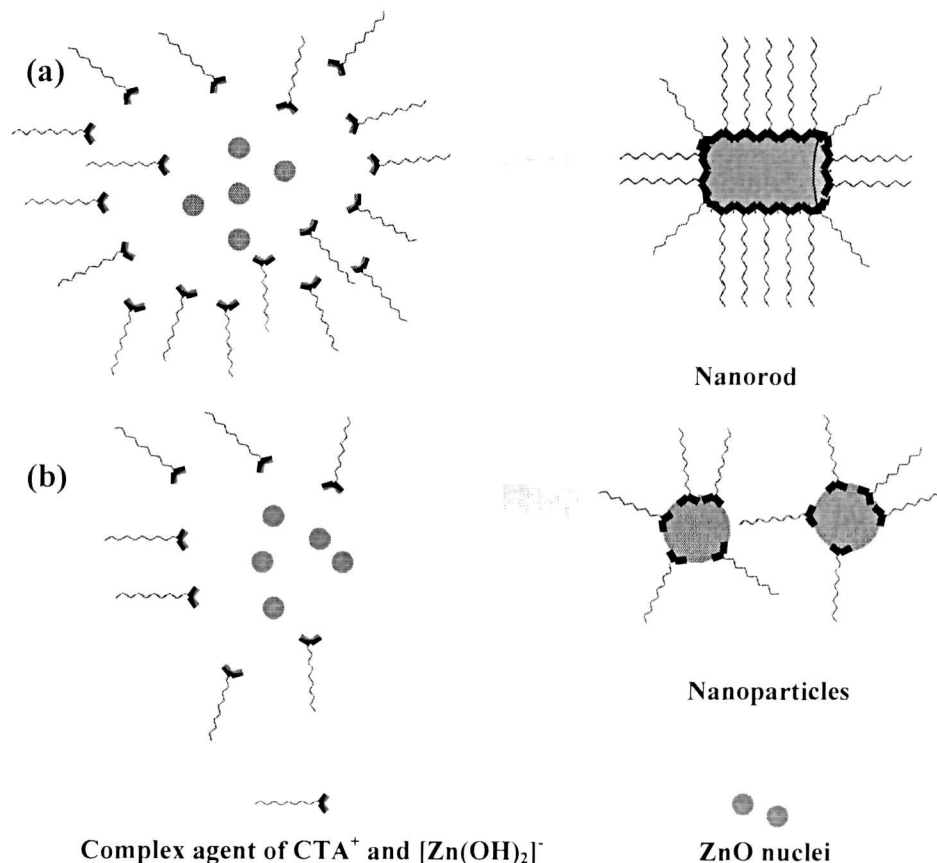 (a)
Nanorod
(b)
Nanoparticles
Complex agent of CTA⁺ and [Zn(OH)₂]⁻
ZnO nuclei